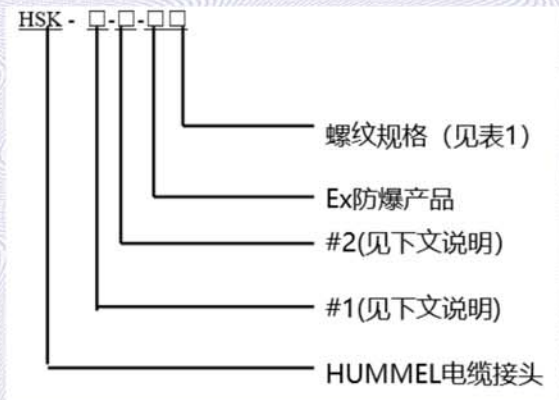 HSK - □-□-□□
螺纹规格（见表1）
Ex防爆产品
#2(见下文说明)
#1(见下文说明)
HUMMEL电缆接头